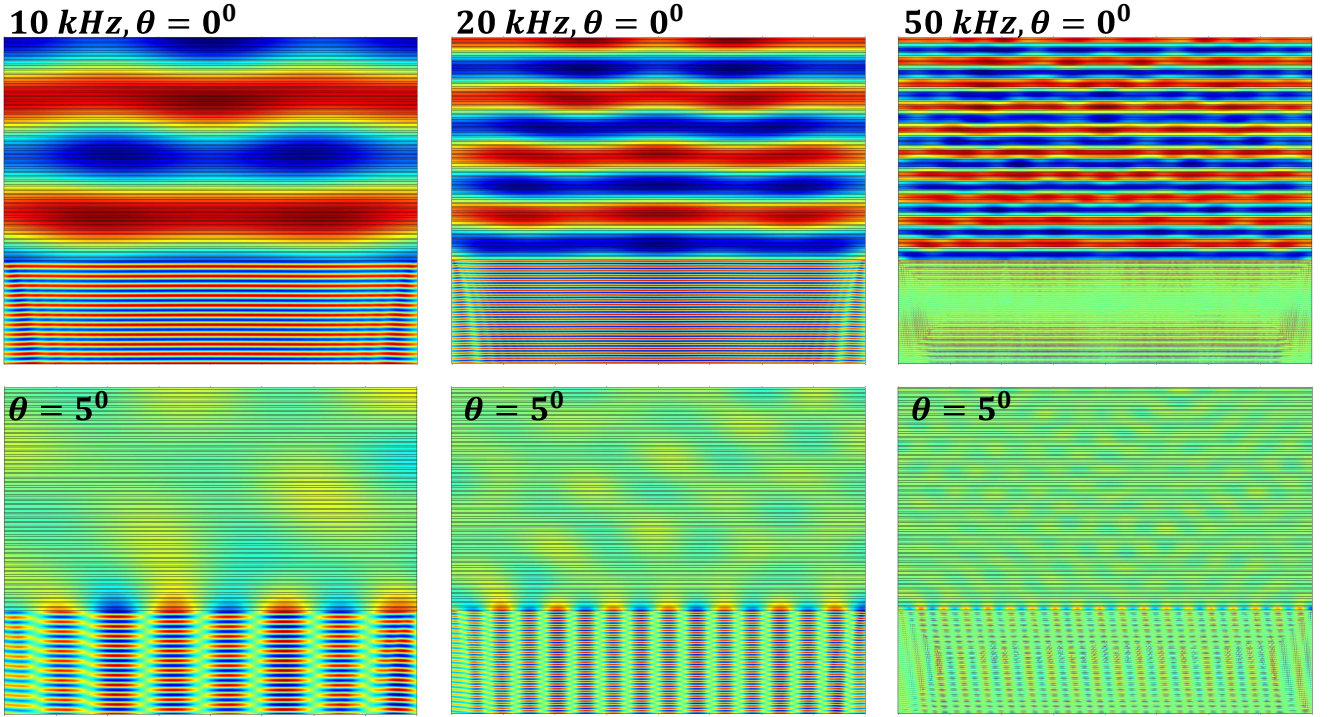 10 kHz, θ = 0⁰
20 kHz, θ = 0⁰
50 kHz, θ = 0⁰
θ = 5⁰
θ = 5⁰
θ = 5⁰